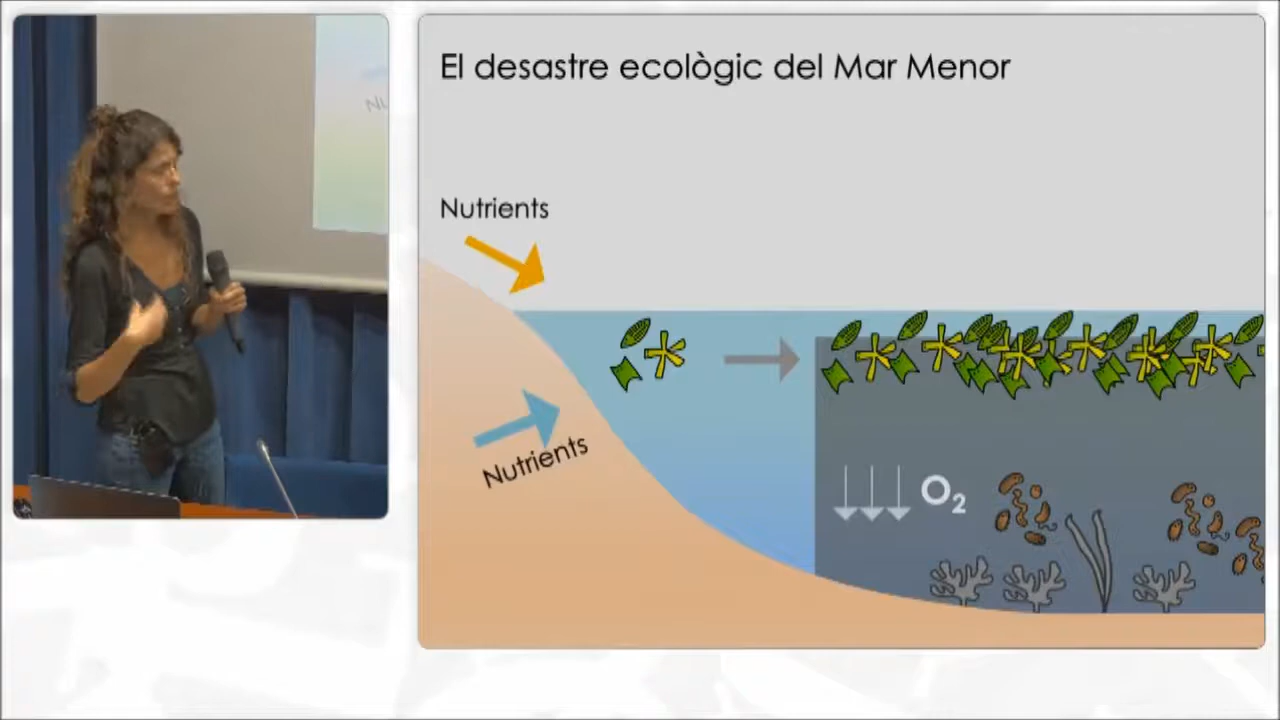 El desastre ecològic del Mar Menor
Nutrients
Nutrients
O₂